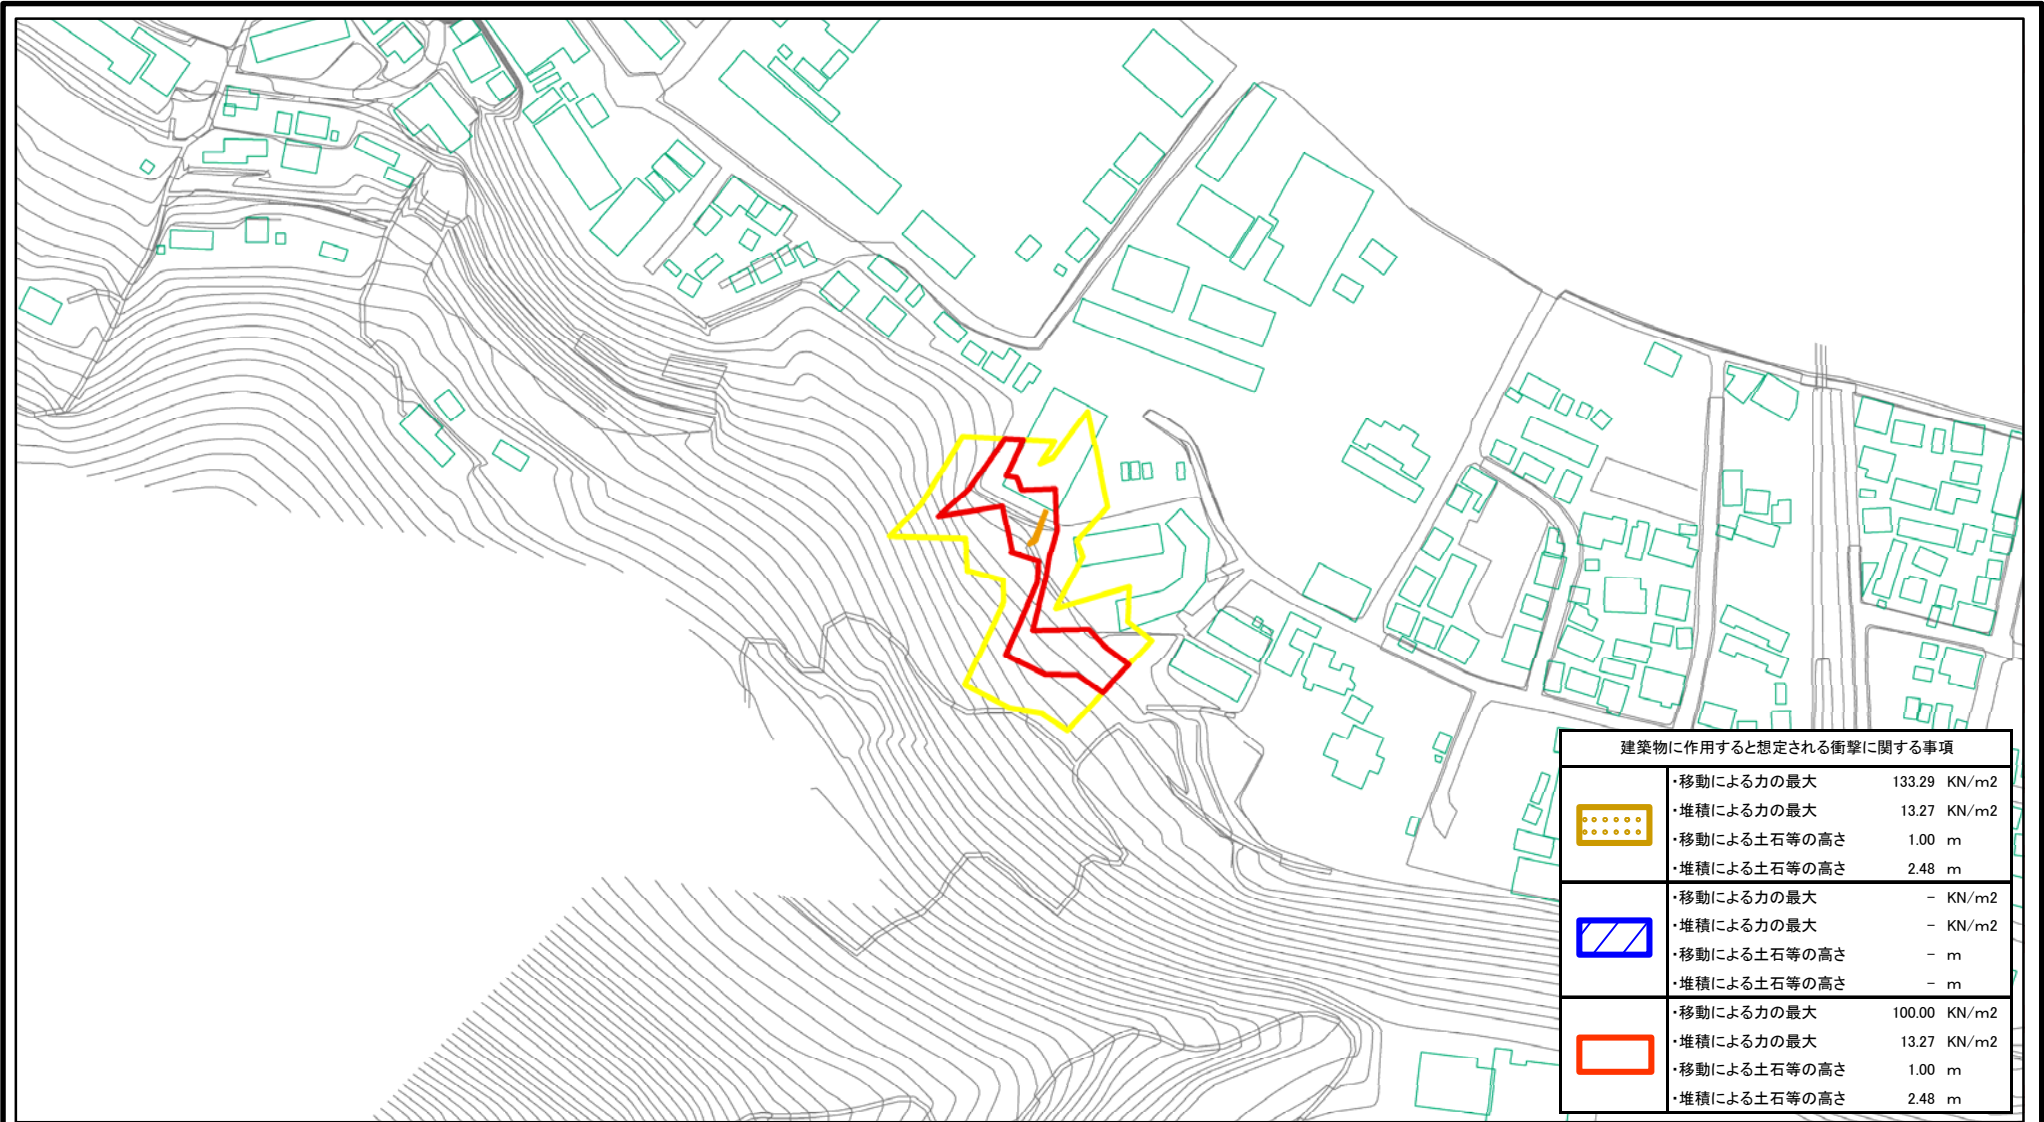 建築物に作用すると想定される衝撃に関する事項
・移動による力の最大 133.29 KN/m2
・堆積による力の最大 13.27 KN/m2
・移動による土石等の高さ 1.00 m
・堆積による土石等の高さ 2.48 m
・移動による力の最大 － KN/m2
・堆積による力の最大 － KN/m2
・移動による土石等の高さ － m
・堆積による土石等の高さ － m
・移動による力の最大 100.00 KN/m2
・堆積による力の最大 13.27 KN/m2
・移動による土石等の高さ 1.00 m
・堆積による土石等の高さ 2.48 m